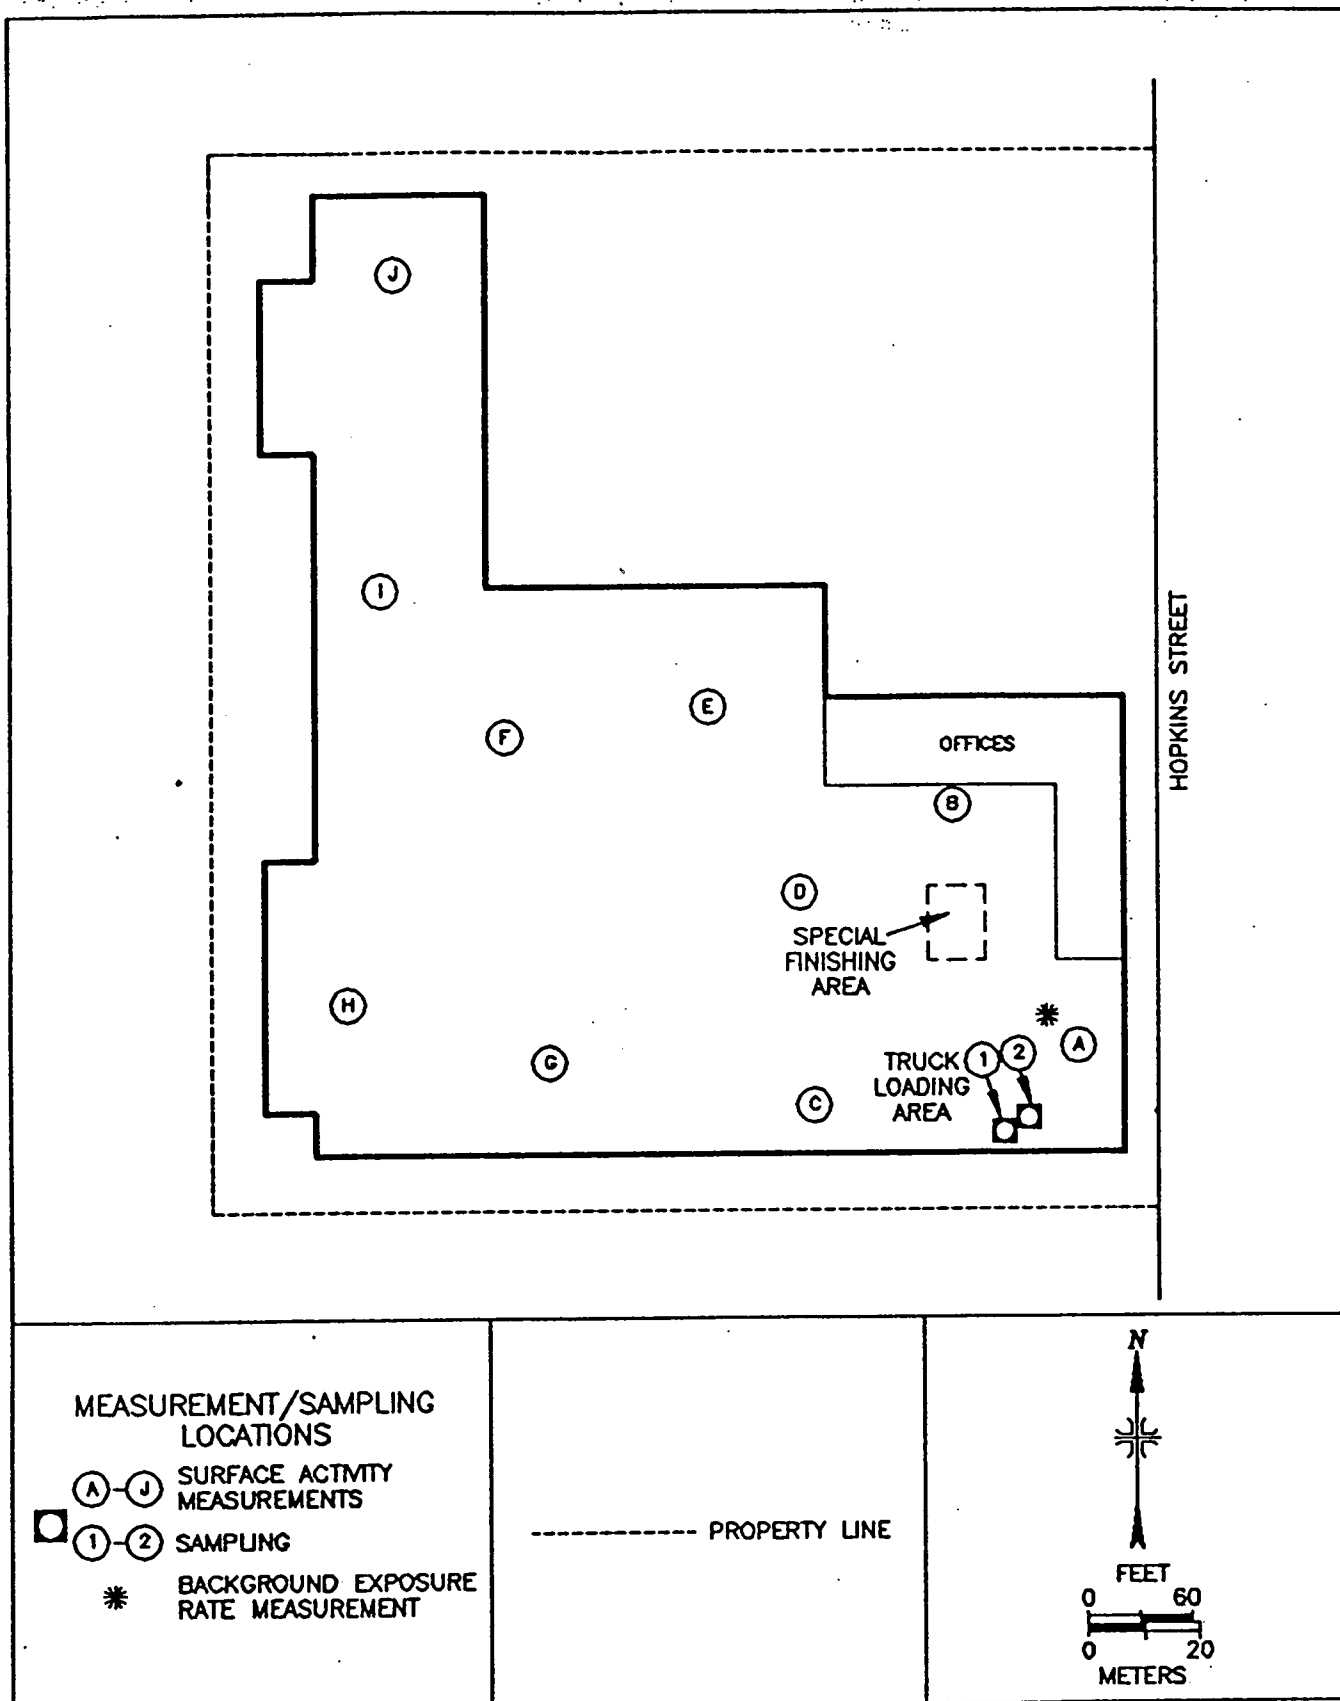 J
I
E
F
OFFICES
HOPKINS STREET
B
D
SPECIAL
FINISHING
AREA
H
A
G
TRUCK 1 2
LOADING
AREA
C
MEASUREMENT/SAMPLING
LOCATIONS
A-J SURFACE ACTIVITY
MEASUREMENTS
1-2 SAMPLING
BACKGROUND EXPOSURE
RATE MEASUREMENT
PROPERTY LINE
N
FEET
0 60
0 20
METERS